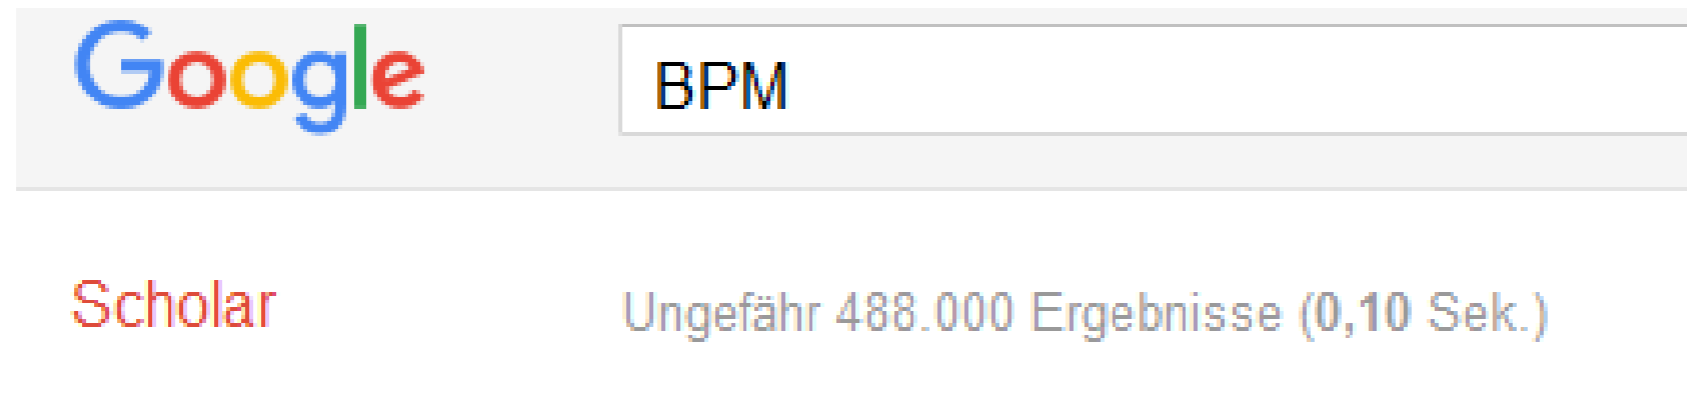 Google BPM
Scholar Ungefähr 488.000 Ergebnisse (0,10 Sek.)